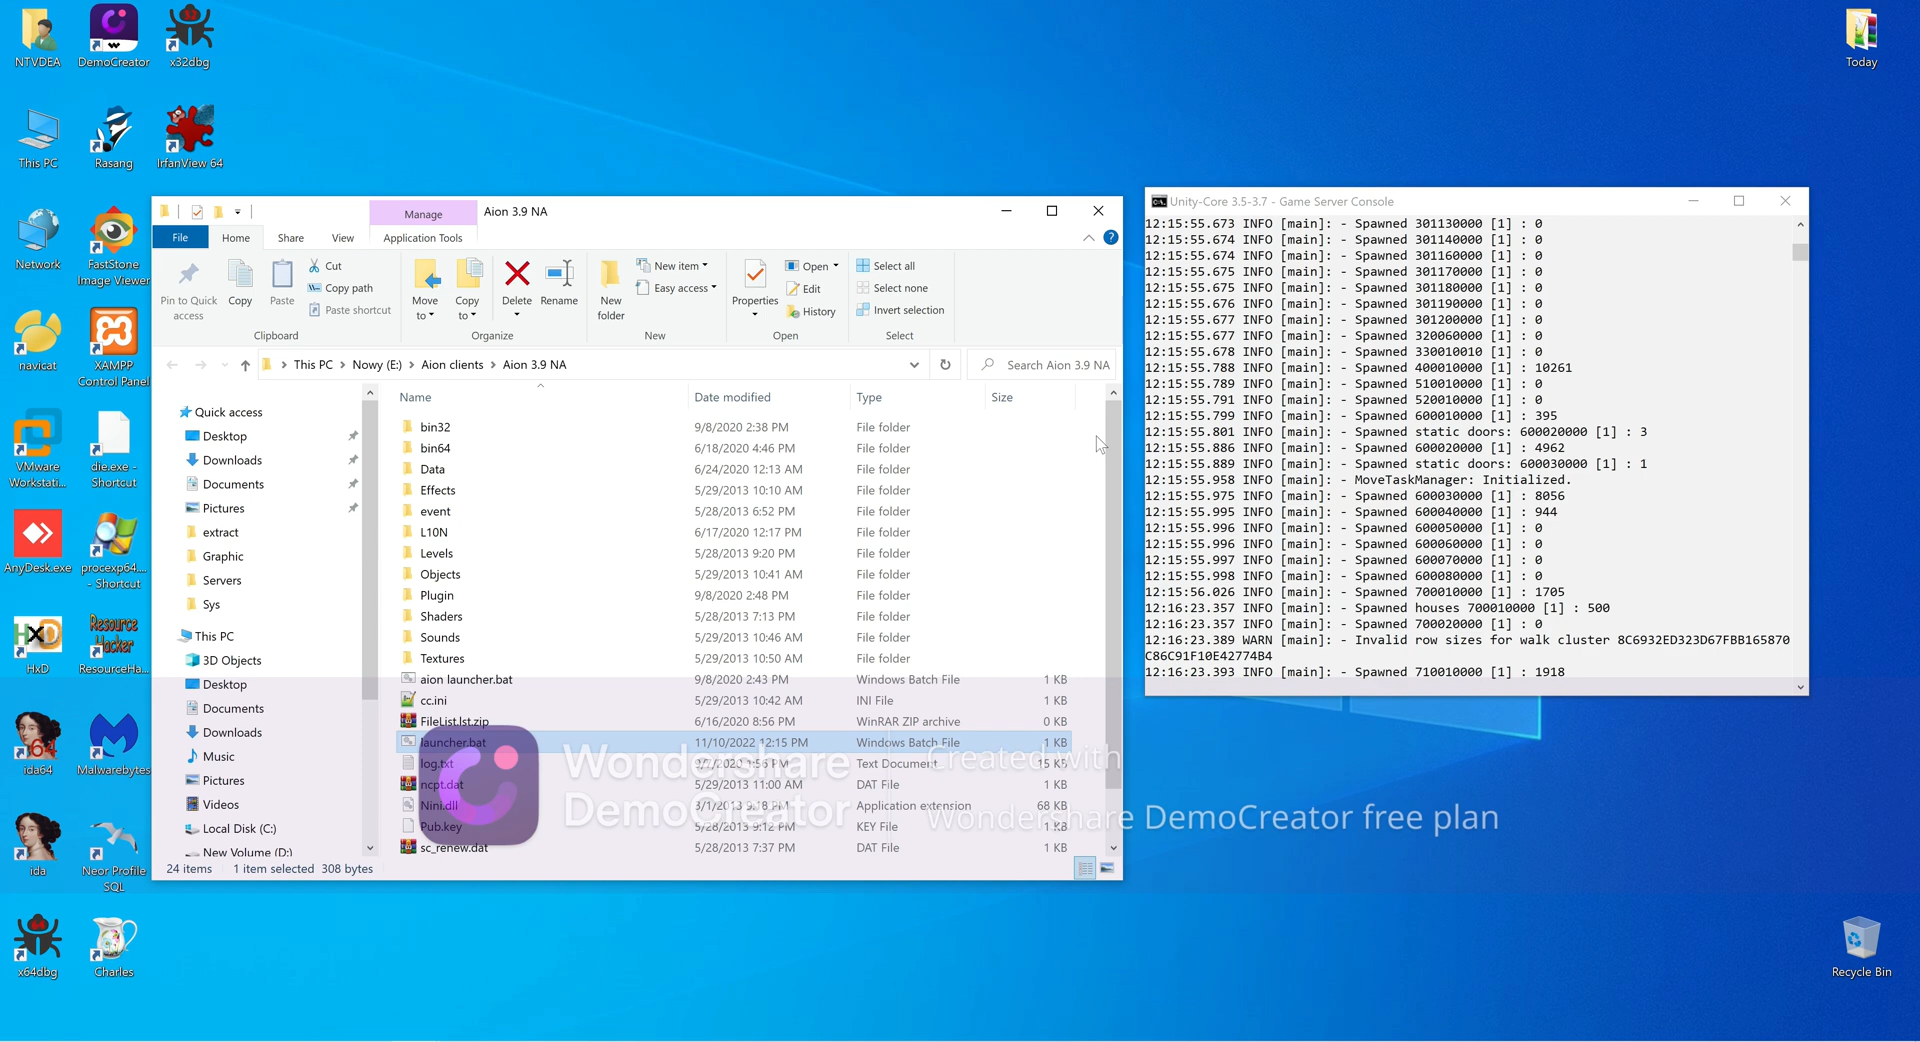 NTVDEA
DemoCreator
x32dbg
Today
This PC
Rasang
IrfanView 64
Network
FastStone
Image Viewer
navicat
XAMPP
Control Panel
VMware
Workstati...
die.exe -
Shortcut
AnyDesk.exe
procexp64....
- Shortcut
HxD
ResourceHa...
ida64
Malwarebytes
ida
Neor Profile
SQL
x64dbg
Charles
Recycle Bin
Manage
Aion 3.9 NA
File
Home
Share
View
Application Tools
Pin to Quick
access
Copy
Paste
Cut
Copy path
Paste shortcut
Clipboard
Move
to
Copy
to
Delete
Rename
Organize
New
folder
New item
Easy access
New
Properties
Open
Edit
History
Open
Select all
Select none
Invert selection
Select
This PC > Nowy (E:) > Aion clients > Aion 3.9 NA
Search Aion 3.9 NA
Quick access
Desktop
Downloads
Documents
Pictures
extract
Graphic
Servers
Sys
This PC
3D Objects
Desktop
Documents
Downloads
Music
Pictures
Videos
Local Disk (C:)
New Volume (D:)
Name Date modified Type Size
bin32 9/8/2020 2:38 PM File folder
bin64 6/18/2020 4:46 PM File folder
Data 6/24/2020 12:13 AM File folder
Effects 5/29/2013 10:10 AM File folder
event 5/28/2013 6:52 PM File folder
L10N 6/17/2020 12:17 PM File folder
Levels 5/28/2013 9:20 PM File folder
Objects 5/29/2013 10:41 AM File folder
Plugin 9/8/2020 2:48 PM File folder
Shaders 5/28/2013 7:13 PM File folder
Sounds 5/29/2013 10:46 AM File folder
Textures 5/29/2013 10:50 AM File folder
aion launcher.bat 9/8/2020 2:43 PM Windows Batch File 1 KB
cc.ini 5/29/2013 10:42 AM INI File 1 KB
FileList.lst.zip 6/16/2020 8:56 PM WinRAR ZIP archive 0 KB
launcher.bat 11/10/2022 12:15 PM Windows Batch File 1 KB
log.txt 9/7/2020 1:56 PM Text Document 15 KB
ncpt.dat 5/29/2013 11:00 AM DAT File 1 KB
Nini.dll 3/1/2013 9:18 PM Application extension 68 KB
Pub.key 5/28/2013 9:12 PM KEY File 1 KB
sc_renew.dat 5/28/2013 7:37 PM DAT File 1 KB
24 items 1 item selected 308 bytes
Unity-Core 3.5-3.7 - Game Server Console
12:15:55.673 INFO [main]: - Spawned 301130000 [1] : 0
12:15:55.674 INFO [main]: - Spawned 301140000 [1] : 0
12:15:55.674 INFO [main]: - Spawned 301160000 [1] : 0
12:15:55.675 INFO [main]: - Spawned 301170000 [1] : 0
12:15:55.675 INFO [main]: - Spawned 301180000 [1] : 0
12:15:55.676 INFO [main]: - Spawned 301190000 [1] : 0
12:15:55.677 INFO [main]: - Spawned 301200000 [1] : 0
12:15:55.677 INFO [main]: - Spawned 320060000 [1] : 0
12:15:55.678 INFO [main]: - Spawned 330010010 [1] : 0
12:15:55.788 INFO [main]: - Spawned 400010000 [1] : 10261
12:15:55.789 INFO [main]: - Spawned 510010000 [1] : 0
12:15:55.791 INFO [main]: - Spawned 520010000 [1] : 0
12:15:55.799 INFO [main]: - Spawned 600010000 [1] : 395
12:15:55.801 INFO [main]: - Spawned static doors: 600020000 [1] : 3
12:15:55.886 INFO [main]: - Spawned 600020000 [1] : 4962
12:15:55.889 INFO [main]: - Spawned static doors: 600030000 [1] : 1
12:15:55.958 INFO [main]: - MoveTaskManager: Initialized.
12:15:55.975 INFO [main]: - Spawned 600030000 [1] : 8056
12:15:55.995 INFO [main]: - Spawned 600040000 [1] : 944
12:15:55.996 INFO [main]: - Spawned 600050000 [1] : 0
12:15:55.996 INFO [main]: - Spawned 600060000 [1] : 0
12:15:55.997 INFO [main]: - Spawned 600070000 [1] : 0
12:15:55.998 INFO [main]: - Spawned 600080000 [1] : 0
12:15:56.026 INFO [main]: - Spawned 700010000 [1] : 1705
12:16:23.357 INFO [main]: - Spawned houses 700010000 [1] : 500
12:16:23.357 INFO [main]: - Spawned 700020000 [1] : 0
12:16:23.389 WARN [main]: - Invalid row sizes for walk cluster 8C6932ED323D67FBB165870
C86C91F10E42774B4
12:16:23.393 INFO [main]: - Spawned 710010000 [1] : 1918
Wondershare
DemoCreator
Created with
Wondershare DemoCreator free plan